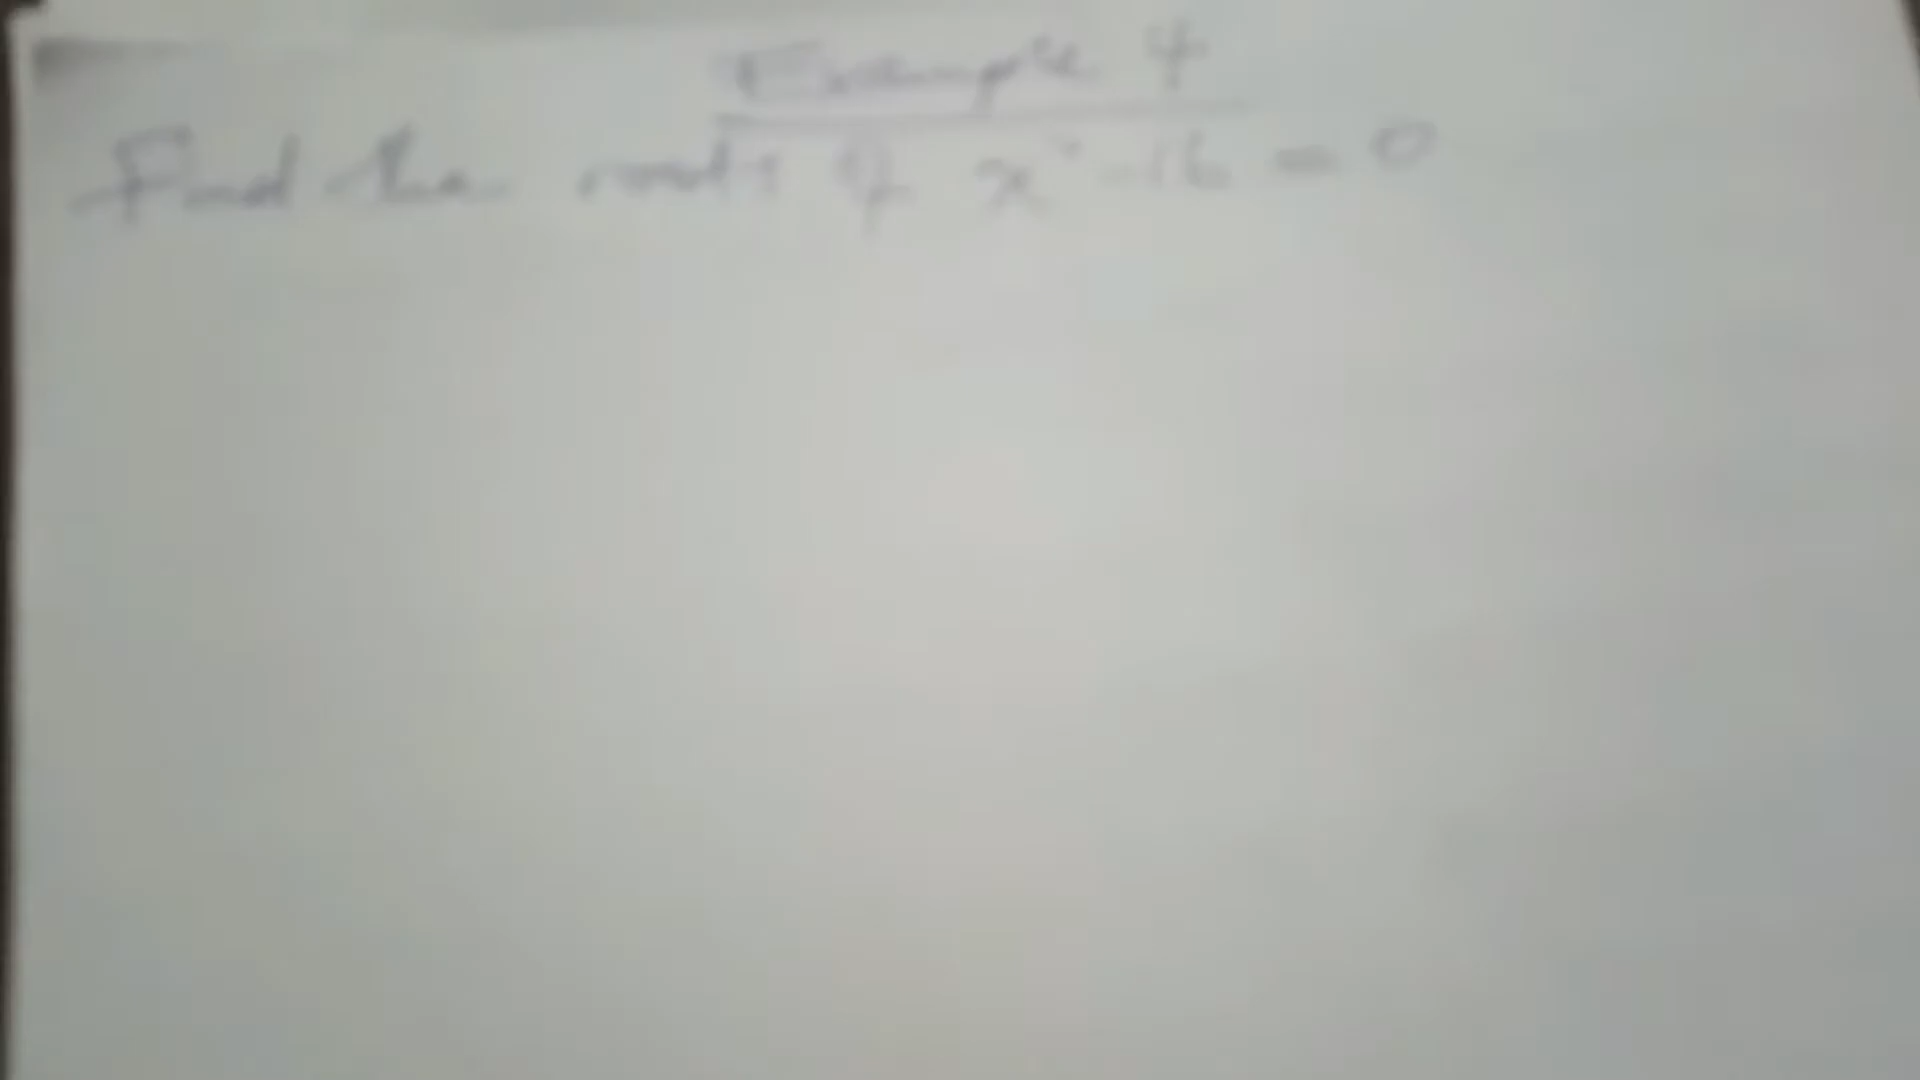 Example 4
Find the roots of x² - 16 = 0